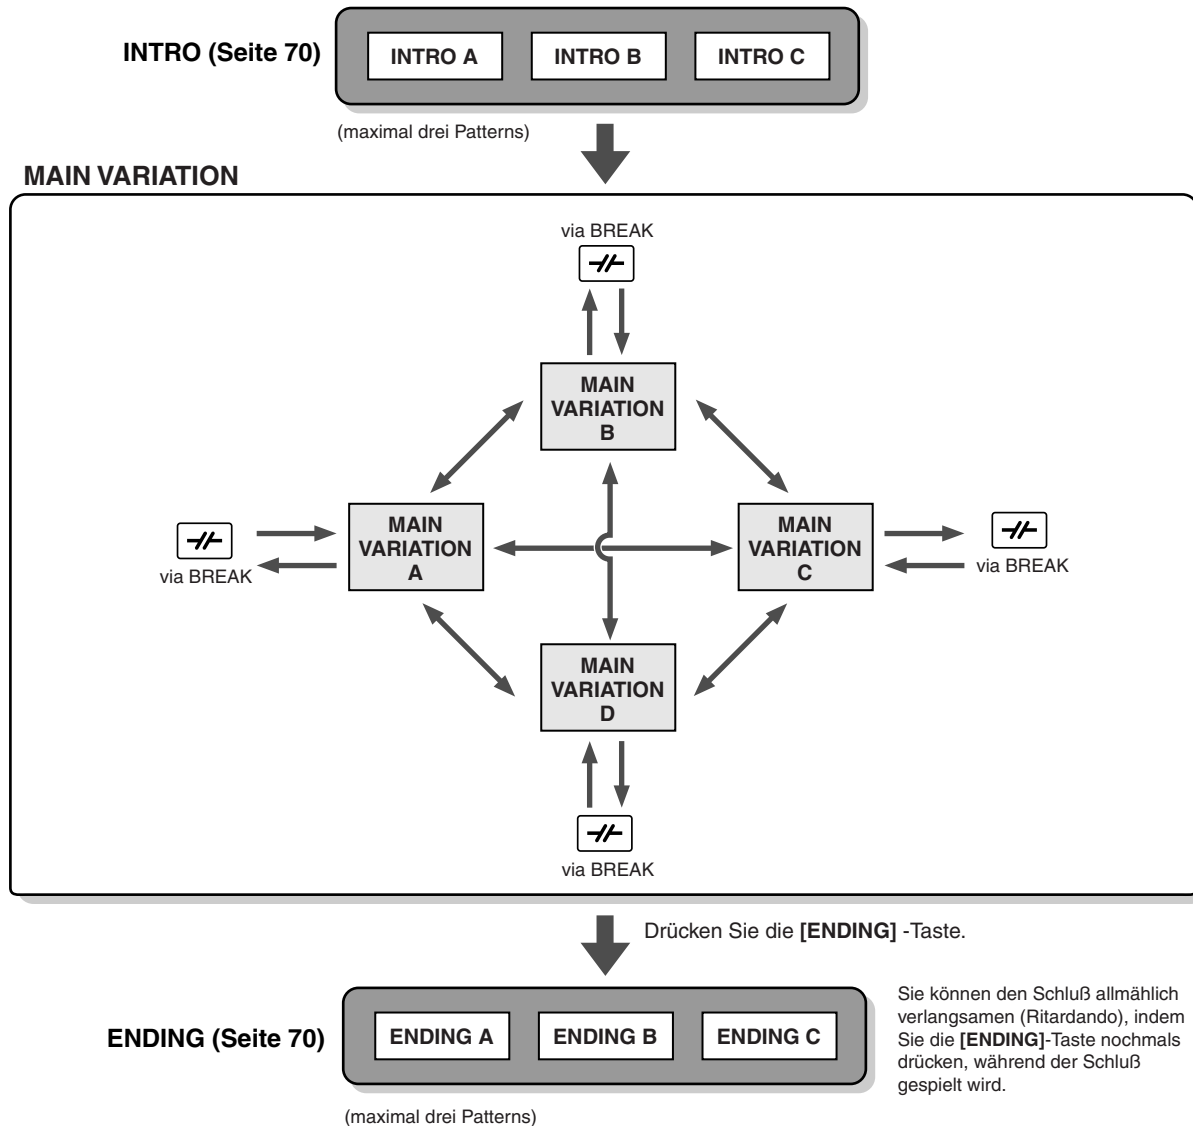 INTRO (Seite 70)
INTRO A
INTRO B
INTRO C
(maximal drei Patterns)
MAIN VARIATION
via BREAK
MAIN
VARIATION
B
MAIN
VARIATION
A
via BREAK
MAIN
VARIATION
C
via BREAK
MAIN
VARIATION
D
via BREAK
Drücken Sie die [ENDING] -Taste.
ENDING (Seite 70)
ENDING A
ENDING B
ENDING C
(maximal drei Patterns)
Sie können den Schluß allmählich
verlangsamen (Ritardando), indem
Sie die [ENDING]-Taste nochmals
drücken, während der Schluß
gespielt wird.